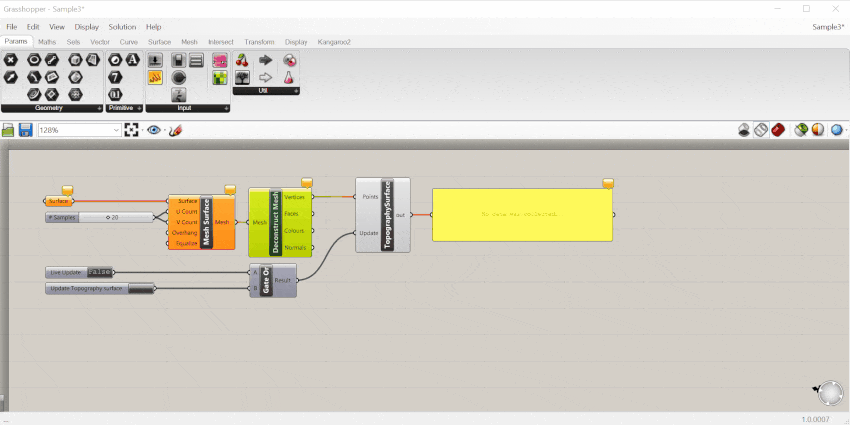 Grasshopper - Sample3*
File Edit View Display Solution Help Sample3*
Params Maths Sets Vector Curve Surface Mesh Intersect Transform Display Kangaroo2
Geometry + Primitive + Input + Util +
128%
Surface
# Samples 20
Surface
U Count
V Count
Overhang
Equalize
Mesh Surface
Mesh
Mesh
Deconstruct Mesh
Vertices
Faces
Colours
Normals
Points
Update
TopographySurface
out
No data was collected...
Live Update False
Update Topography surface
A
B
Gate Or
Result
1.0.0007